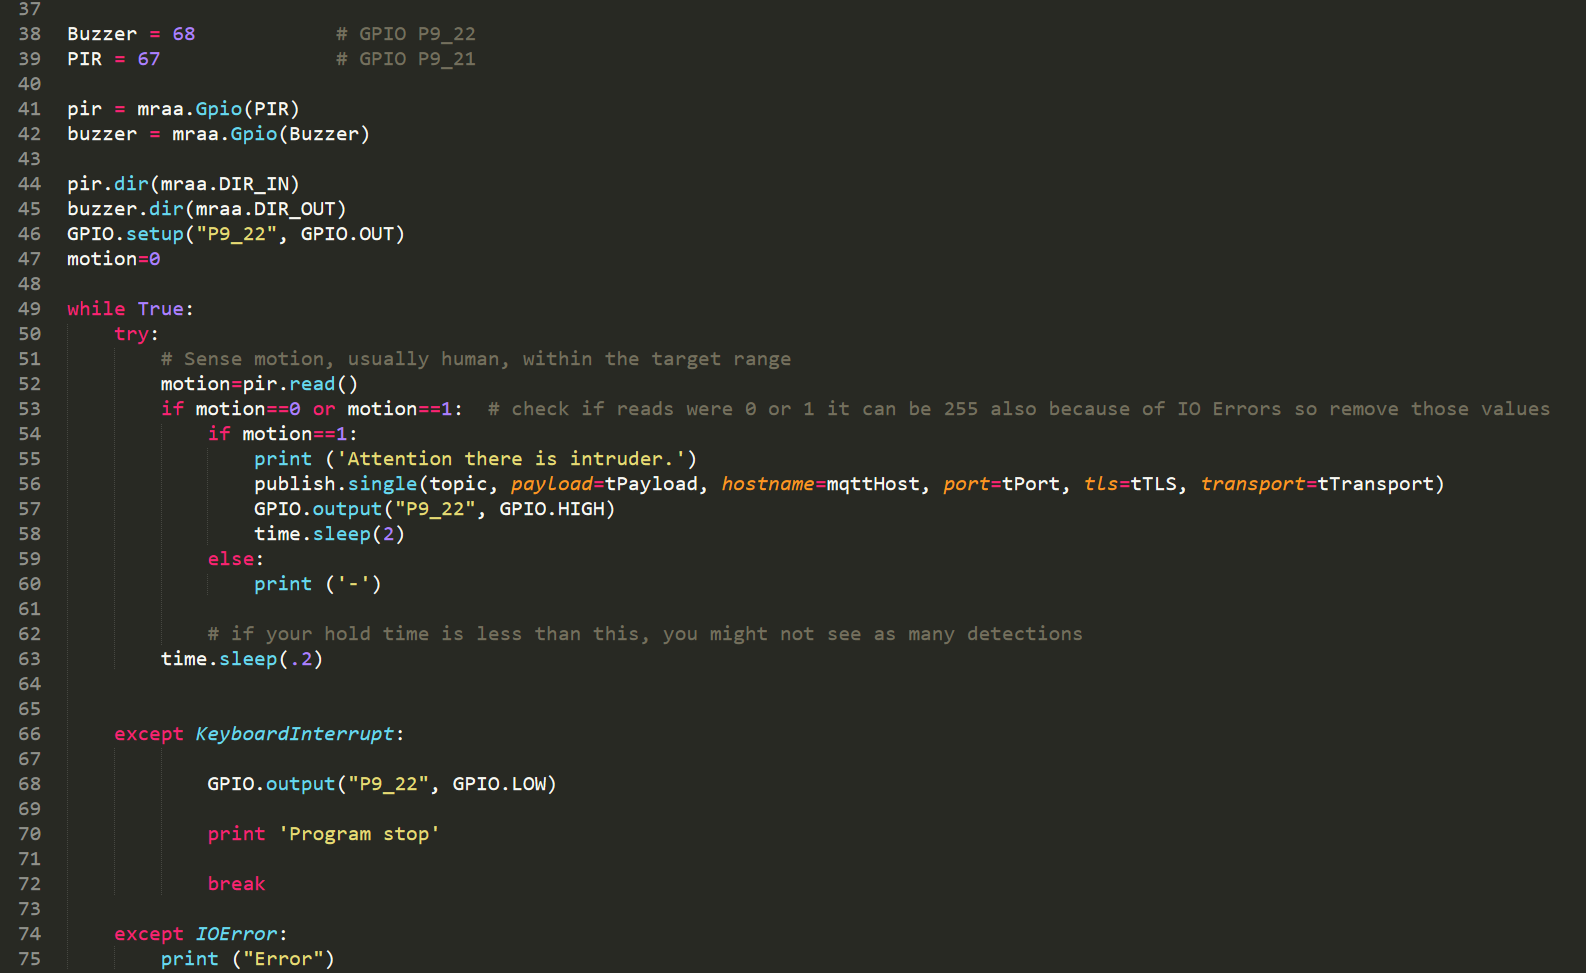 37
38 Buzzer = 68            # GPIO P9_22
39 PIR = 67               # GPIO P9_21
40
41 pir = mraa.Gpio(PIR)
42 buzzer = mraa.Gpio(Buzzer)
43
44 pir.dir(mraa.DIR_IN)
45 buzzer.dir(mraa.DIR_OUT)
46 GPIO.setup("P9_22", GPIO.OUT)
47 motion=0
48
49 while True:
50     try:
51         # Sense motion, usually human, within the target range
52         motion=pir.read()
53         if motion==0 or motion==1:  # check if reads were 0 or 1 it can be 255 also because of IO Errors so remove those values
54             if motion==1:
55                 print ('Attention there is intruder.')
56                 publish.single(topic, payload=tPayload, hostname=mqttHost, port=tPort, tls=tTLS, transport=tTransport)
57                 GPIO.output("P9_22", GPIO.HIGH)
58                 time.sleep(2)
59             else:
60                 print ('-')
61
62             # if your hold time is less than this, you might not see as many detections
63         time.sleep(.2)
64
65
66     except KeyboardInterrupt:
67
68             GPIO.output("P9_22", GPIO.LOW)
69
70             print 'Program stop'
71
72             break
73
74     except IOError:
75         print ("Error")